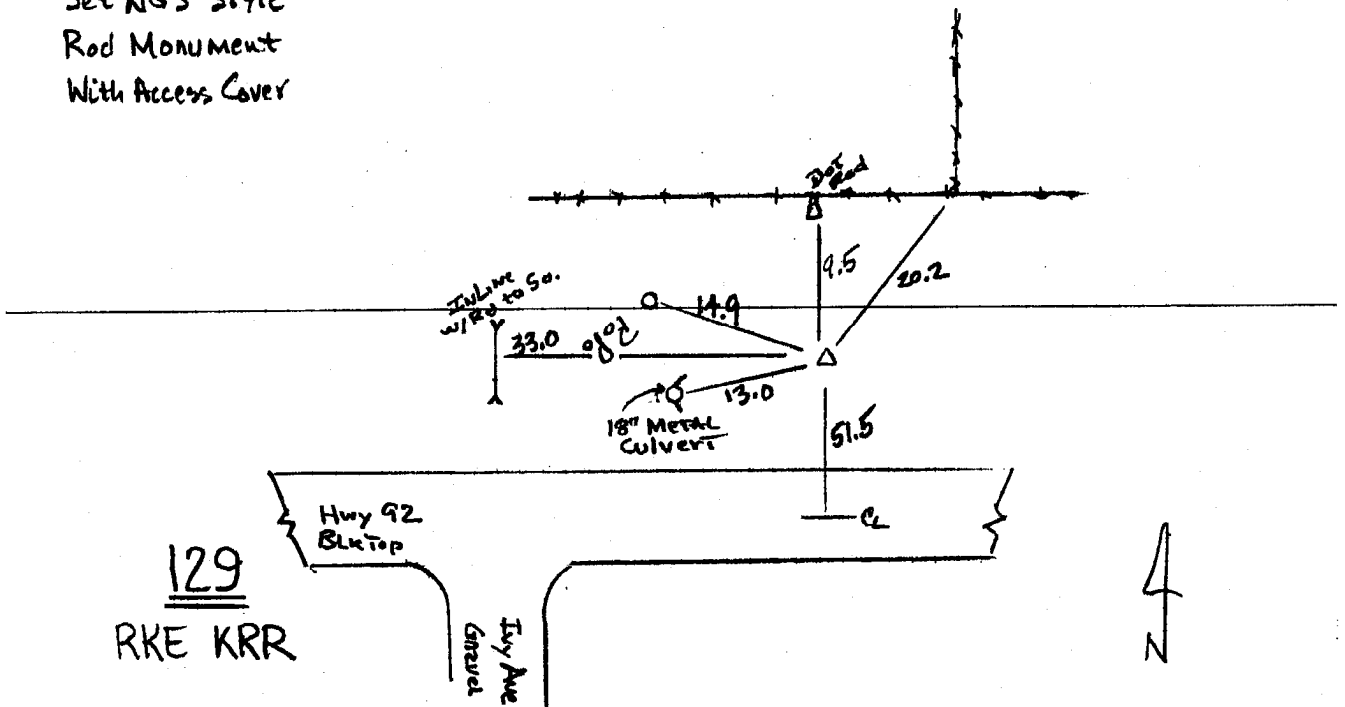 Set NGS Style
Rod Monument
With Access Cover
DOT
Rod
9.5
20.2
InLine
w/Rd to So.
14.9
33.0
13.0
18" Metal
Culvert
51.5
Hwy 92
BLKTop
CL
129
RKE KRR
Ivy Ave
Gravel
N